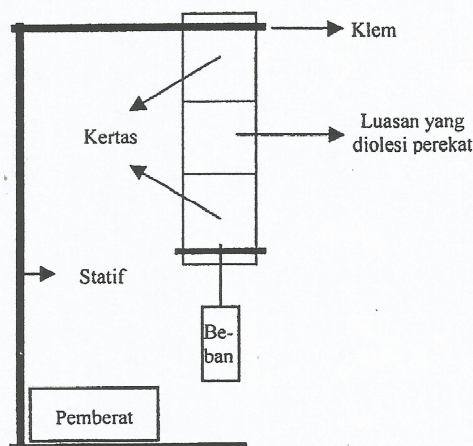 Klem
Kertas
Luasan yang
diolesi perekat
Statif
Be-
ban
Pemberat